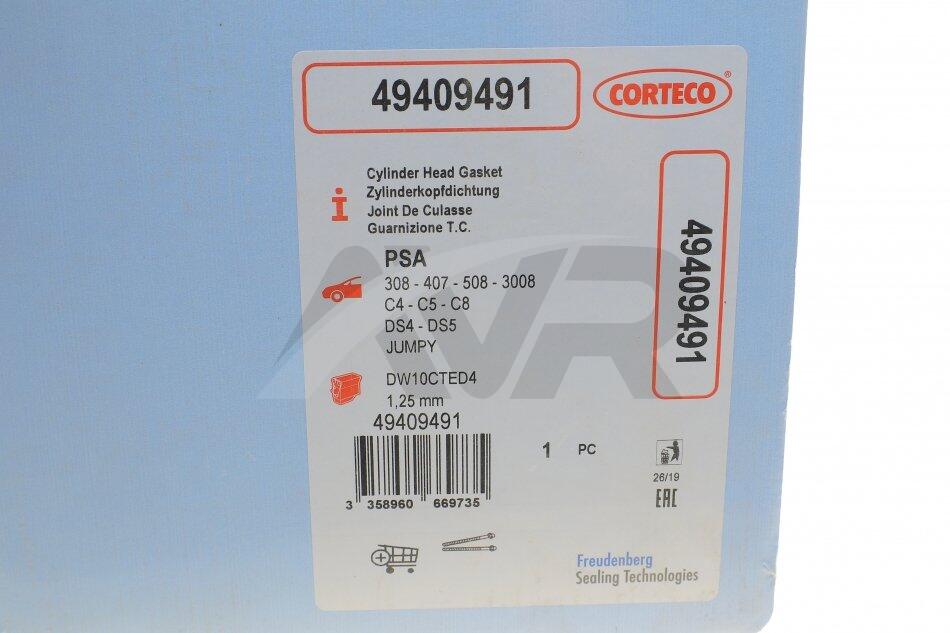 49409491
CORTECO®
Cylinder Head Gasket
Zylinderkopfdichtung
Joint De Culasse
Guarnizione T.C.
49409491
PSA
308 - 407 - 508 - 3008
C4 - C5 - C8
DS4 - DS5
JUMPY
AVR
DW10CTED4
1,25 mm
49409491
1 PC
3 358960 669735
26/19
EAC
Freudenberg
Sealing Technologies